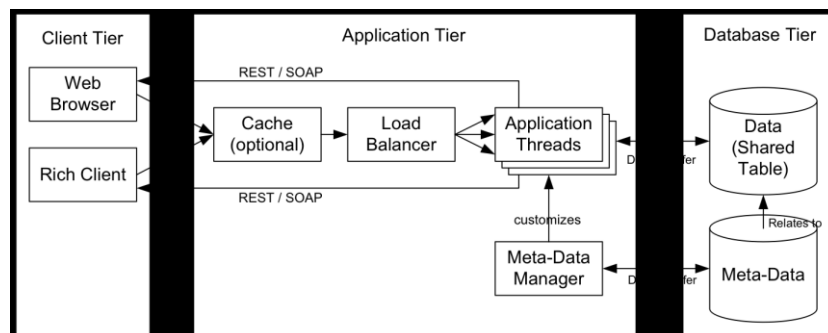 Client Tier
Application Tier
Database Tier
REST / SOAP
Web
Browser
Cache
(optional)
Load
Balancer
Application
Threads
Data
(Shared
Table)
Rich Client
REST / SOAP
customizes
Relates to
Meta-Data
Manager
Meta-Data